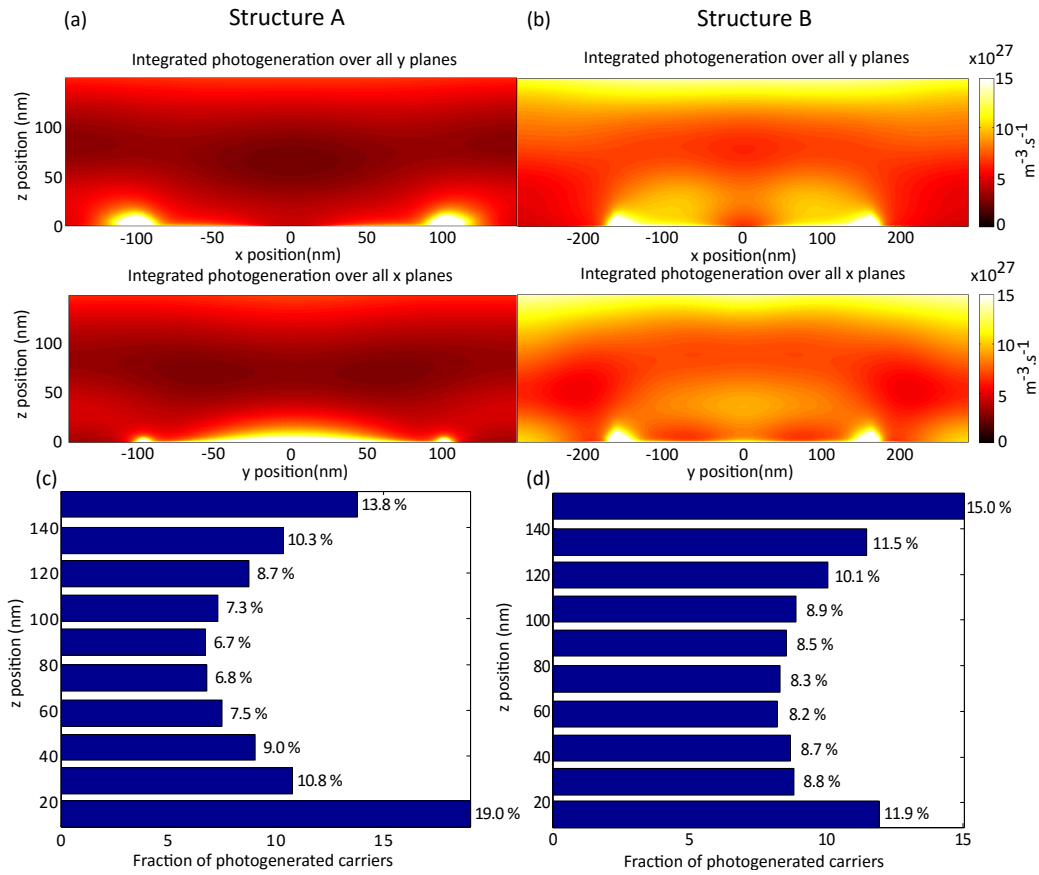 (a) Structure A
(b) Structure B
Integrated photogeneration over all y planes
Integrated photogeneration over all y planes
x10^27
z position (nm)
100
50
0
-100 -50 0 50 100
x position(nm)
-200 -100 0 100 200
x position(nm)
15
10
5
0
m^-3.s^-1
Integrated photogeneration over all x planes
Integrated photogeneration over all x planes
x10^27
z position (nm)
100
50
0
-100 -50 0 50 100
y position(nm)
-200 -100 0 100 200
y position(nm)
15
10
5
0
m^-3.s^-1
(c)
z position (nm)
140
120
100
80
60
40
20
13.8 %
10.3 %
8.7 %
7.3 %
6.7 %
6.8 %
7.5 %
9.0 %
10.8 %
19.0 %
0 5 10 15
Fraction of photogenerated carriers
(d)
z position (nm)
140
120
100
80
60
40
20
15.0 %
11.5 %
10.1 %
8.9 %
8.5 %
8.3 %
8.2 %
8.7 %
8.8 %
11.9 %
0 5 10 15
Fraction of photogenerated carriers